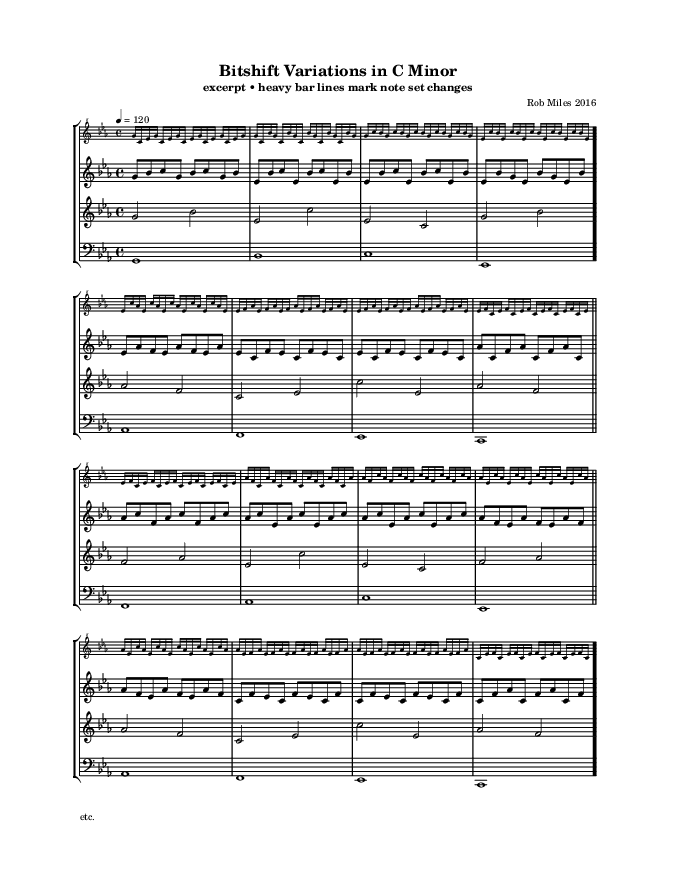 Bitshift Variations in C Minor
excerpt • heavy bar lines mark note set changes
Rob Miles 2016
♩ = 120
etc.